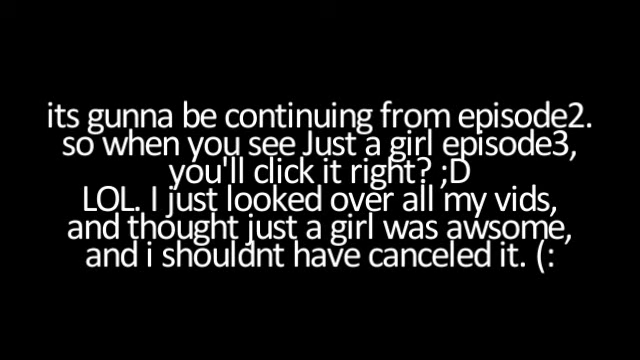 its gunna be continuing from episode2.
so when you see Just a girl episode3,
you'll click it right? ;D
LOL. I just looked over all my vids,
and thought just a girl was awsome,
and i shouldnt have canceled it. (: